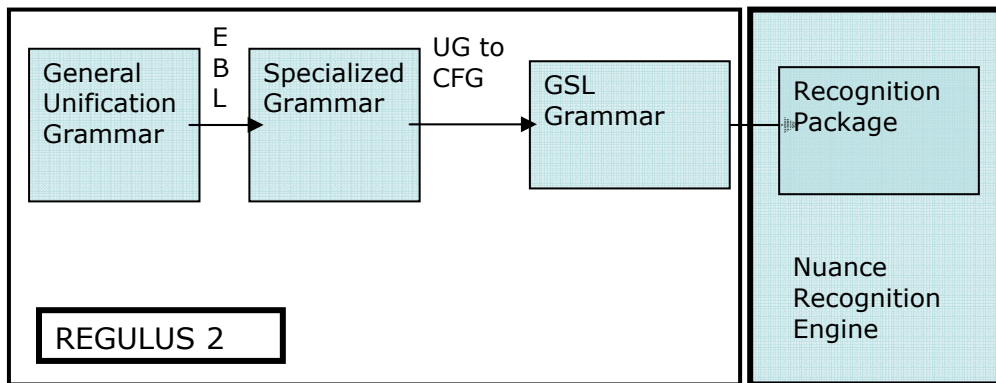 General
Unification
Grammar
E
B
L
Specialized
Grammar
UG to
CFG
GSL
Grammar
Recognition
Package
Nuance
Recognition
Engine
REGULUS 2